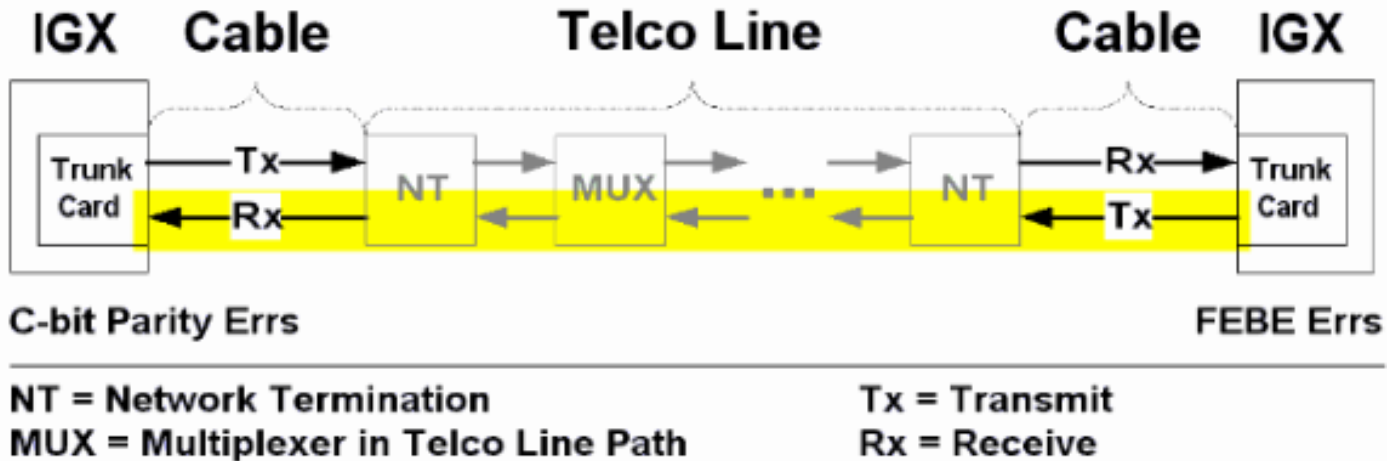 IGX Cable Telco Line Cable IGX
Trunk Card
Tx
Rx
NT
MUX
...
NT
Rx
Tx
Trunk Card
C-bit Parity Errs
FEBE Errs
NT = Network Termination
Tx = Transmit
MUX = Multiplexer in Telco Line Path
Rx = Receive